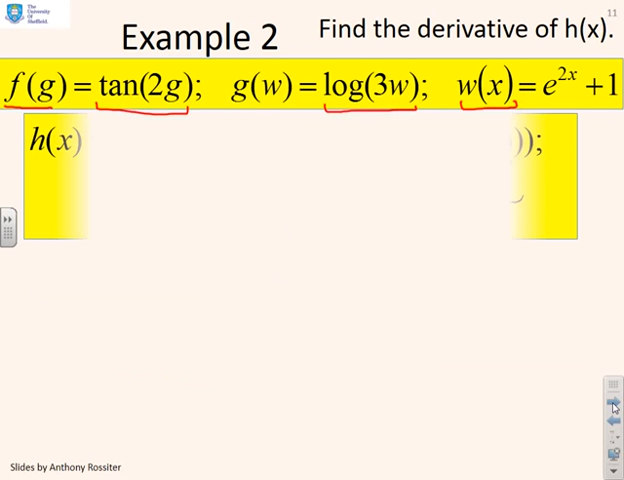 The University Of Sheffield.
11
Example 2
Find the derivative of h(x).
f(g) = tan(2g); g(w) = log(3w); w(x) = e^{2x} + 1
h(x) ));
Slides by Anthony Rossiter